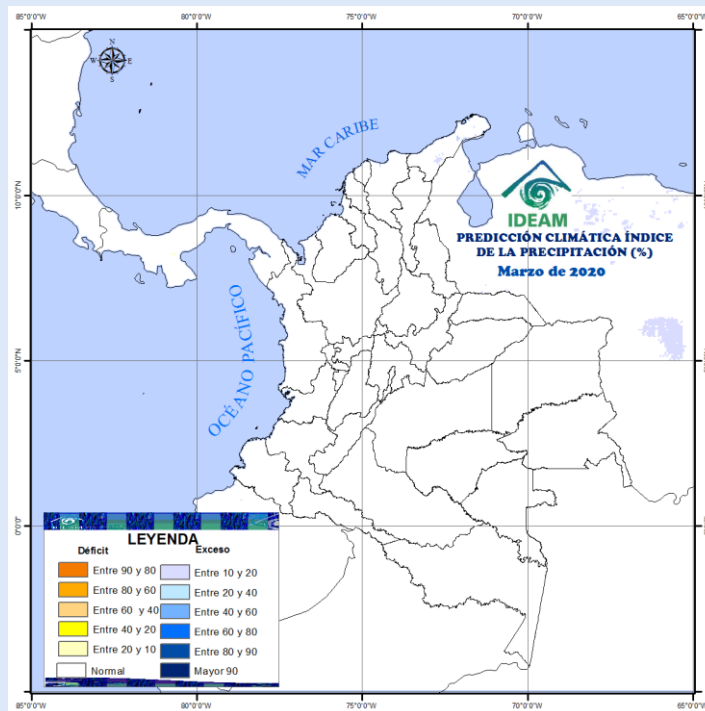 85°0'0"W 80°0'0"W 75°0'0"W 70°0'0"W 65°0'0"W
N
W E
S
MAR CARIBE
10°0'0"N
IDEAM
PREDICCIÓN CLIMÁTICA ÍNDICE
DE LA PRECIPITACIÓN (%)
Marzo de 2020
OCÉANO PACÍFICO
5°0'0"N
0°0'0"
LEYENDA
Déficit Exceso
Entre 90 y 80 Entre 10 y 20
Entre 80 y 60 Entre 20 y 40
Entre 60 y 40 Entre 40 y 60
Entre 40 y 20 Entre 60 y 80
Entre 20 y 10 Entre 80 y 90
Normal Mayor 90
85°0'0"W 80°0'0"W 75°0'0"W 70°0'0"W 65°0'0"W